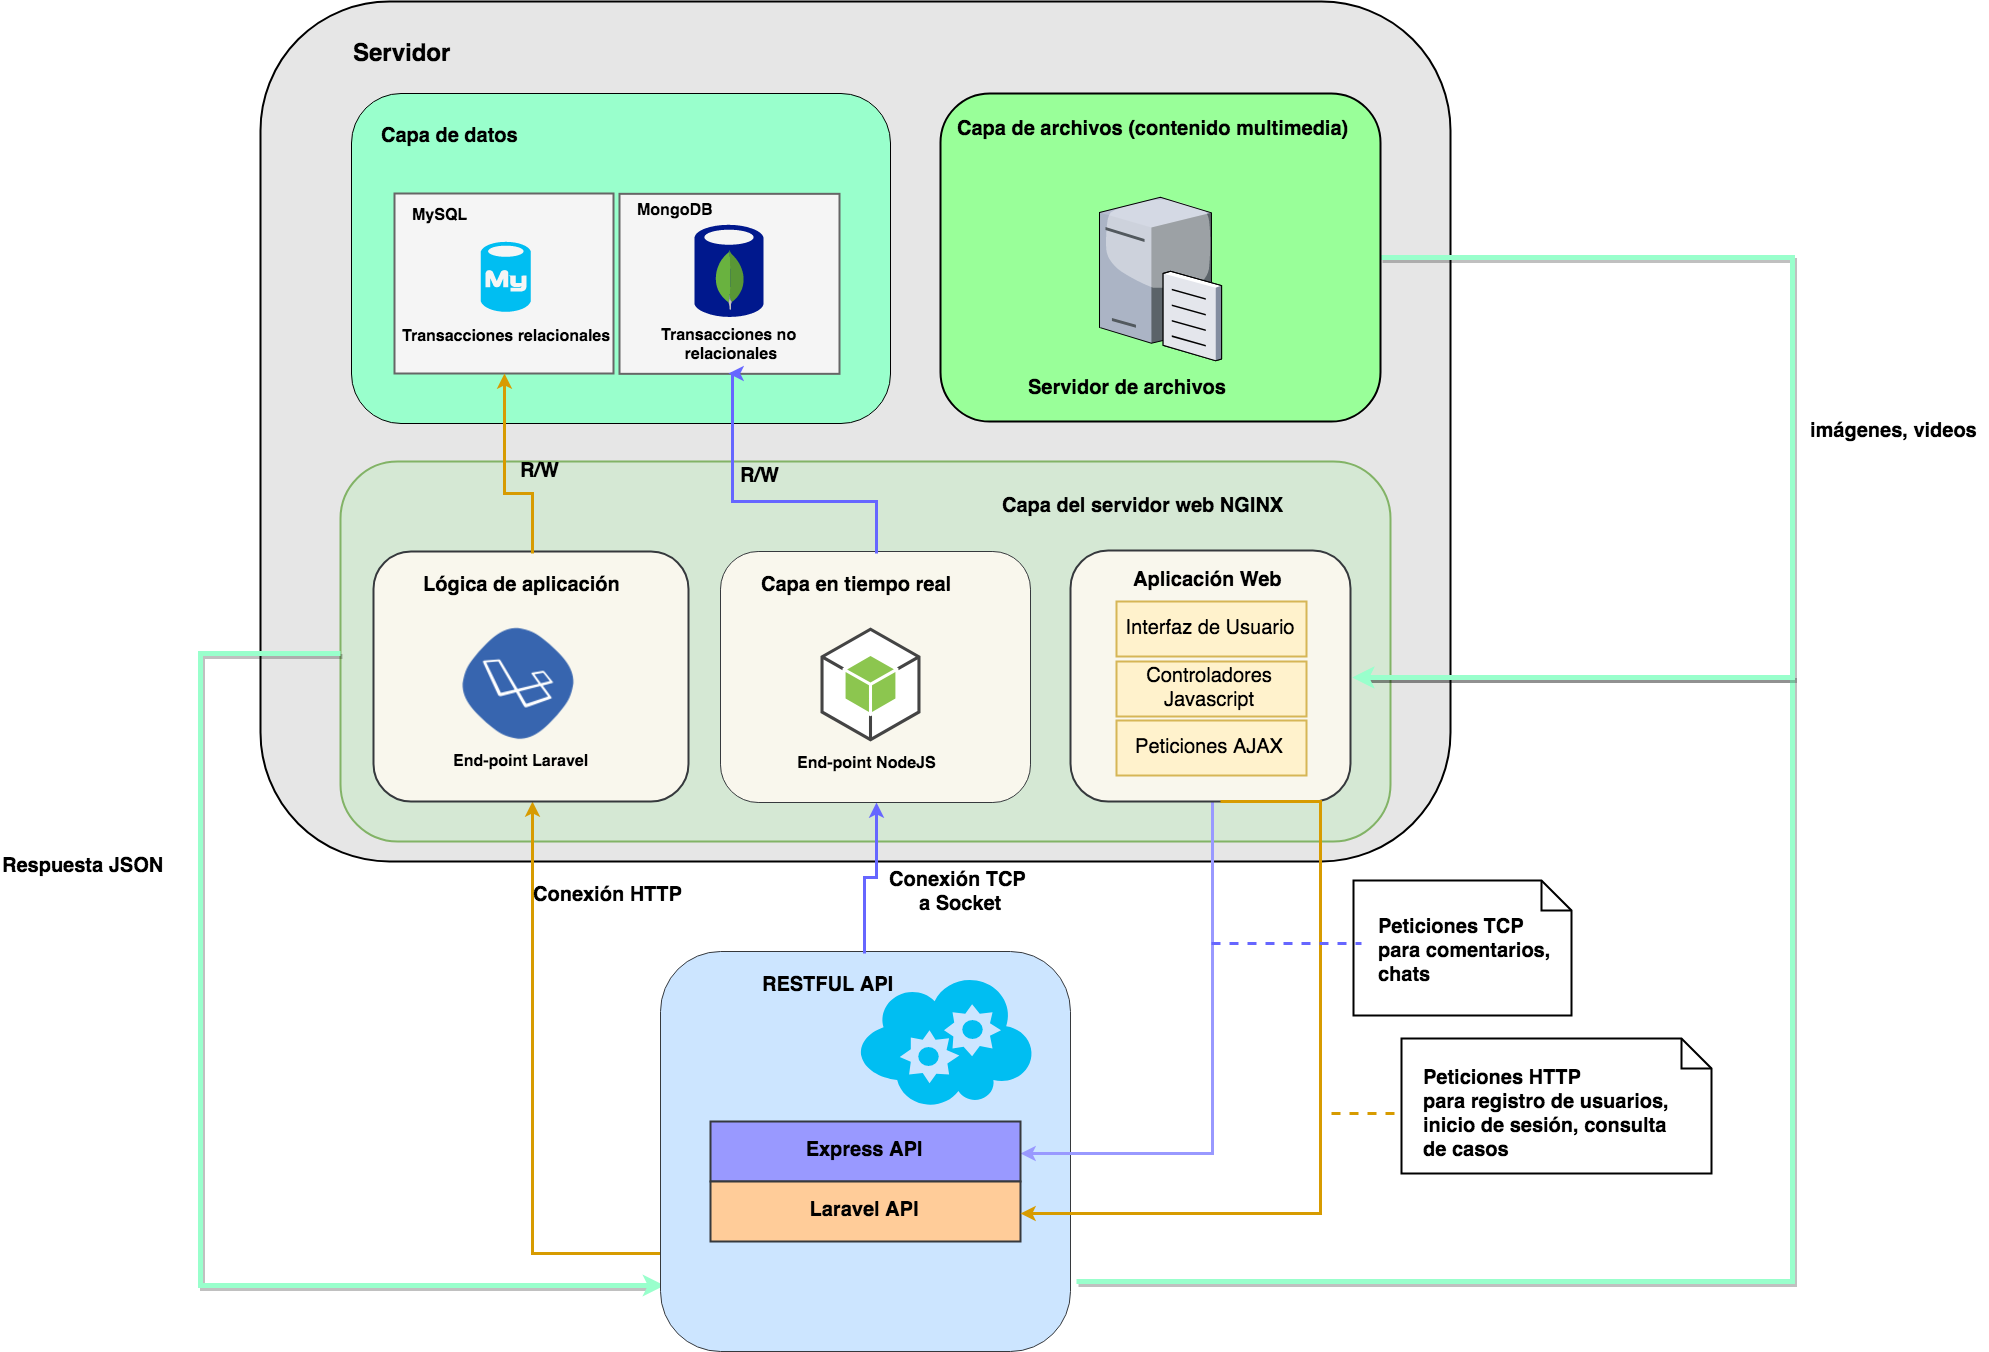 Servidor
Capa de datos
Capa de archivos (contenido multimedia)
MySQL
MongoDB
My
Transacciones relacionales
Transacciones no
relacionales
Servidor de archivos
imágenes, videos
R/W
R/W
Capa del servidor web NGINX
Lógica de aplicación
Capa en tiempo real
Aplicación Web
Interfaz de Usuario
Controladores
Javascript
Peticiones AJAX
End-point Laravel
End-point NodeJS
Respuesta JSON
Conexión HTTP
Conexión TCP
a Socket
Peticiones TCP
para comentarios,
chats
RESTFUL API
Peticiones HTTP
para registro de usuarios,
inicio de sesión, consulta
de casos
Express API
Laravel API